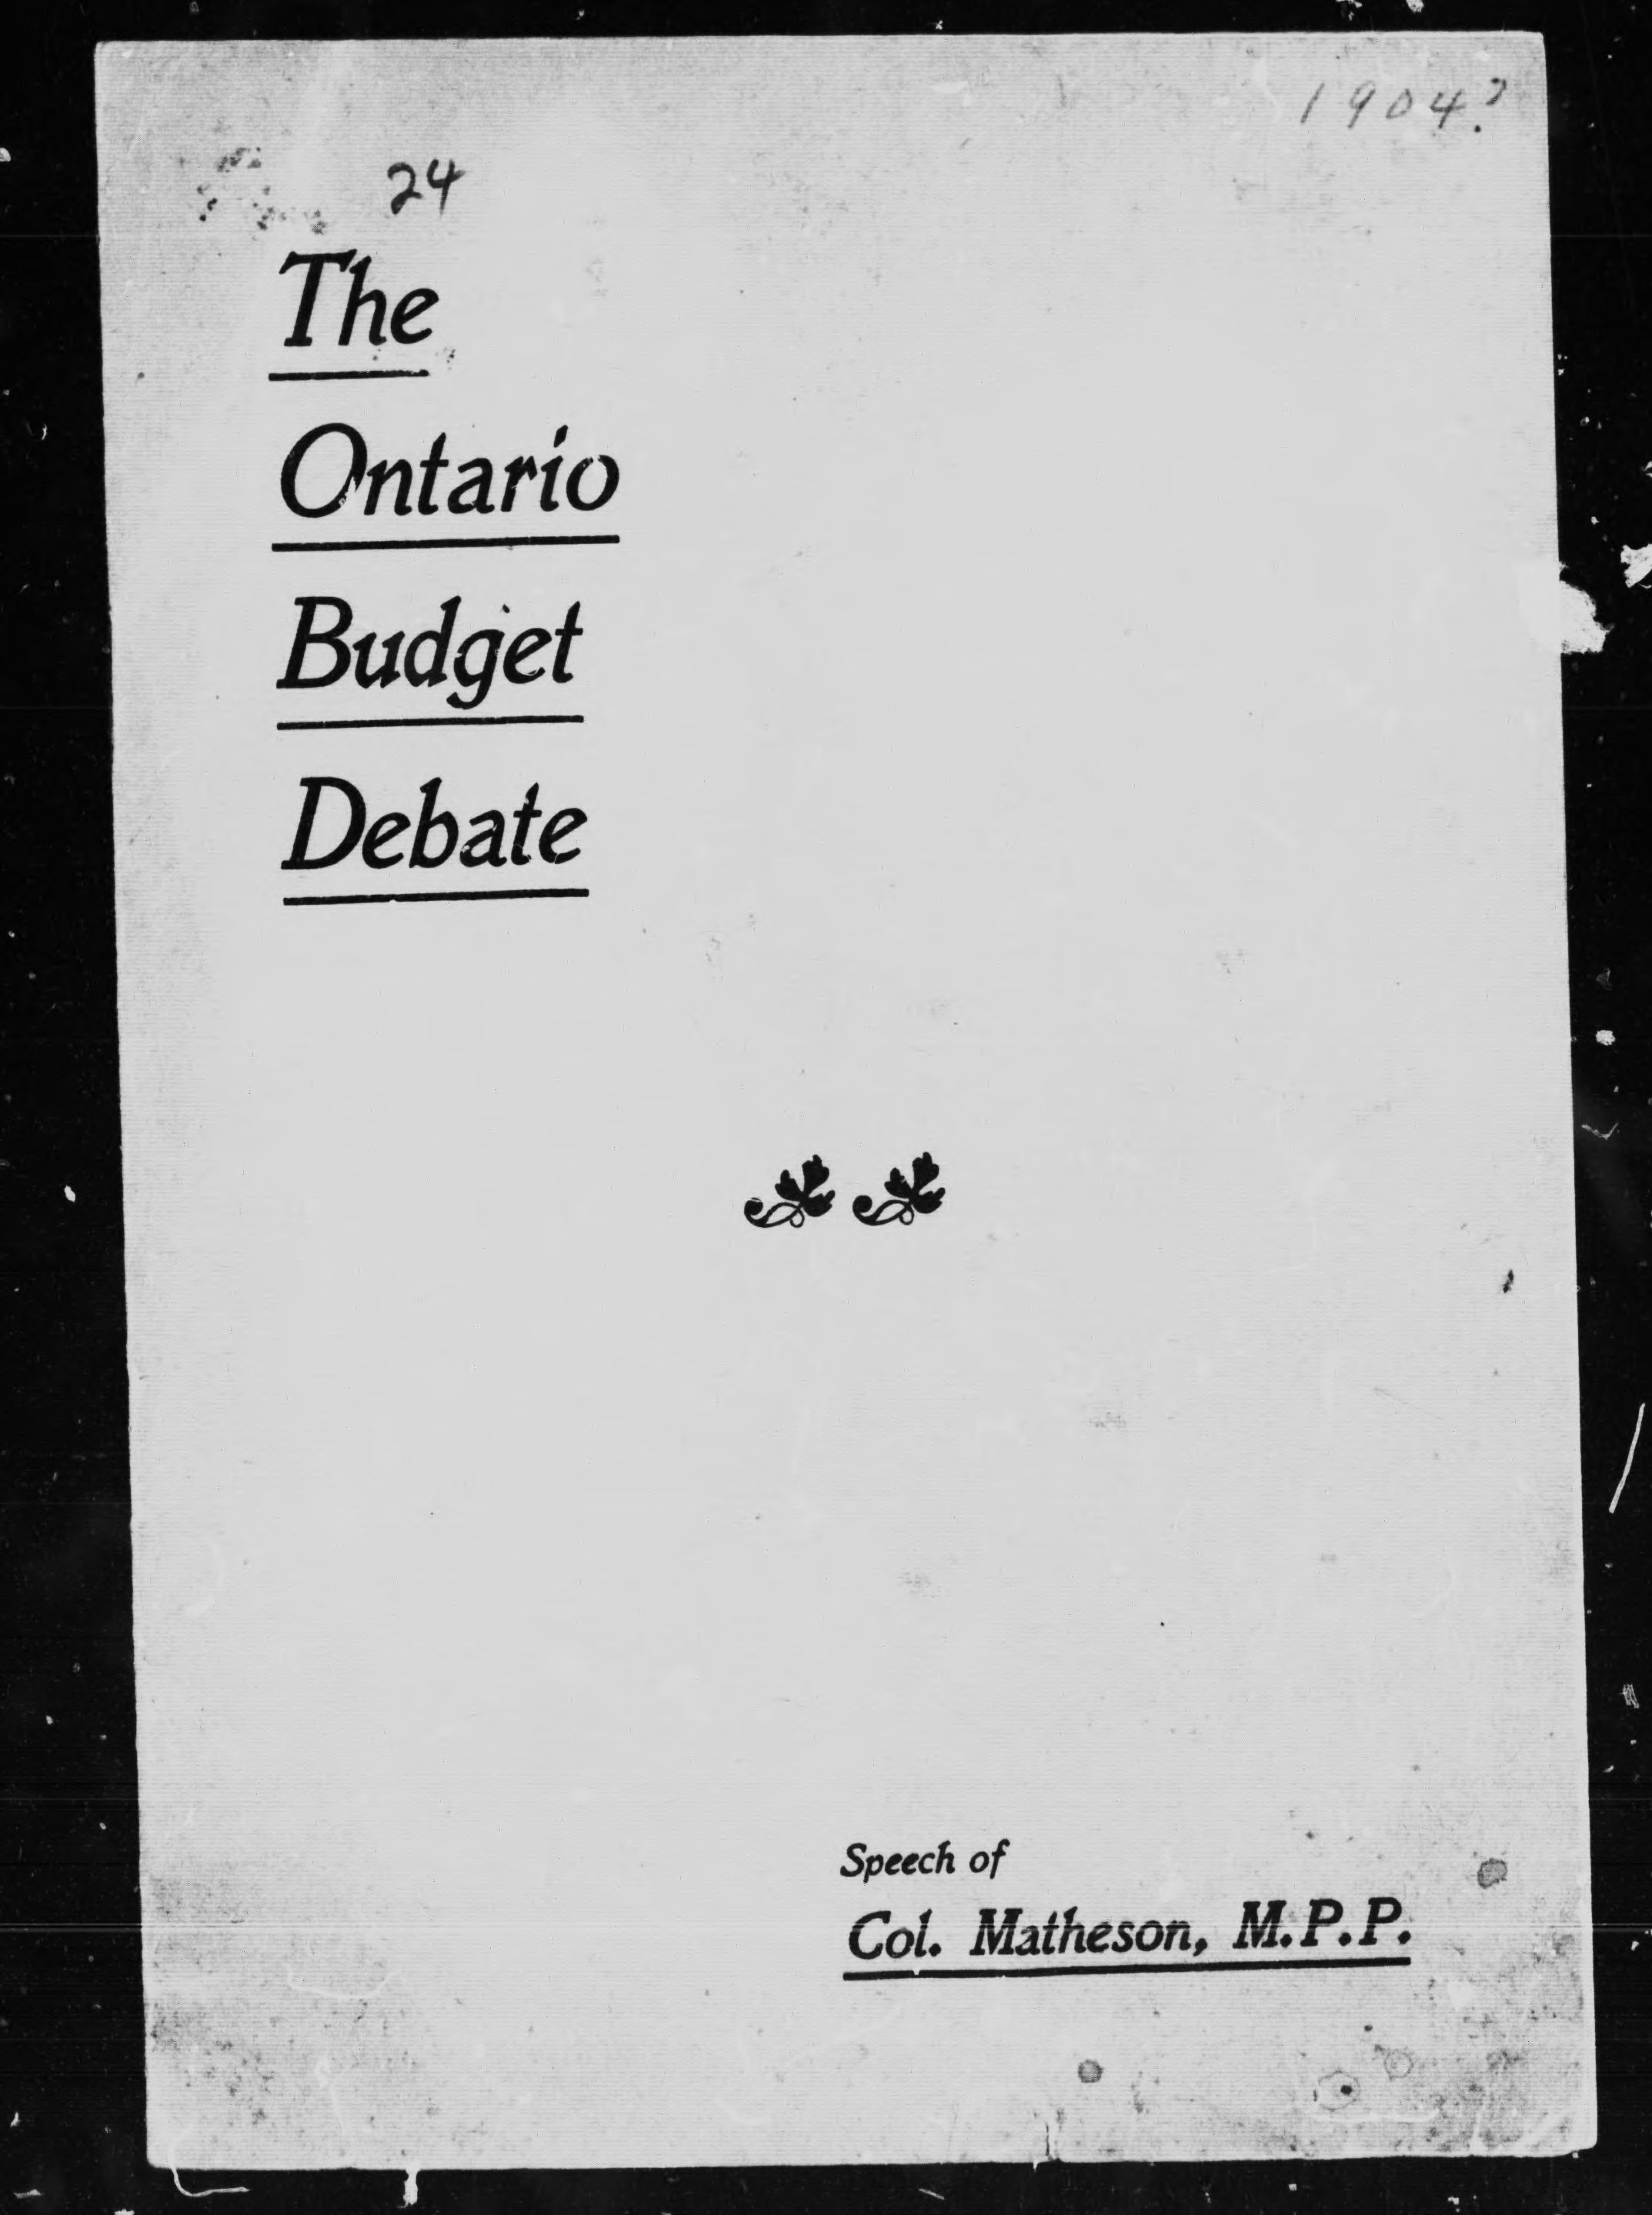 1904?
24
The
Ontario
Budget
Debate
Speech of
Col. Matheson, M.P.P.